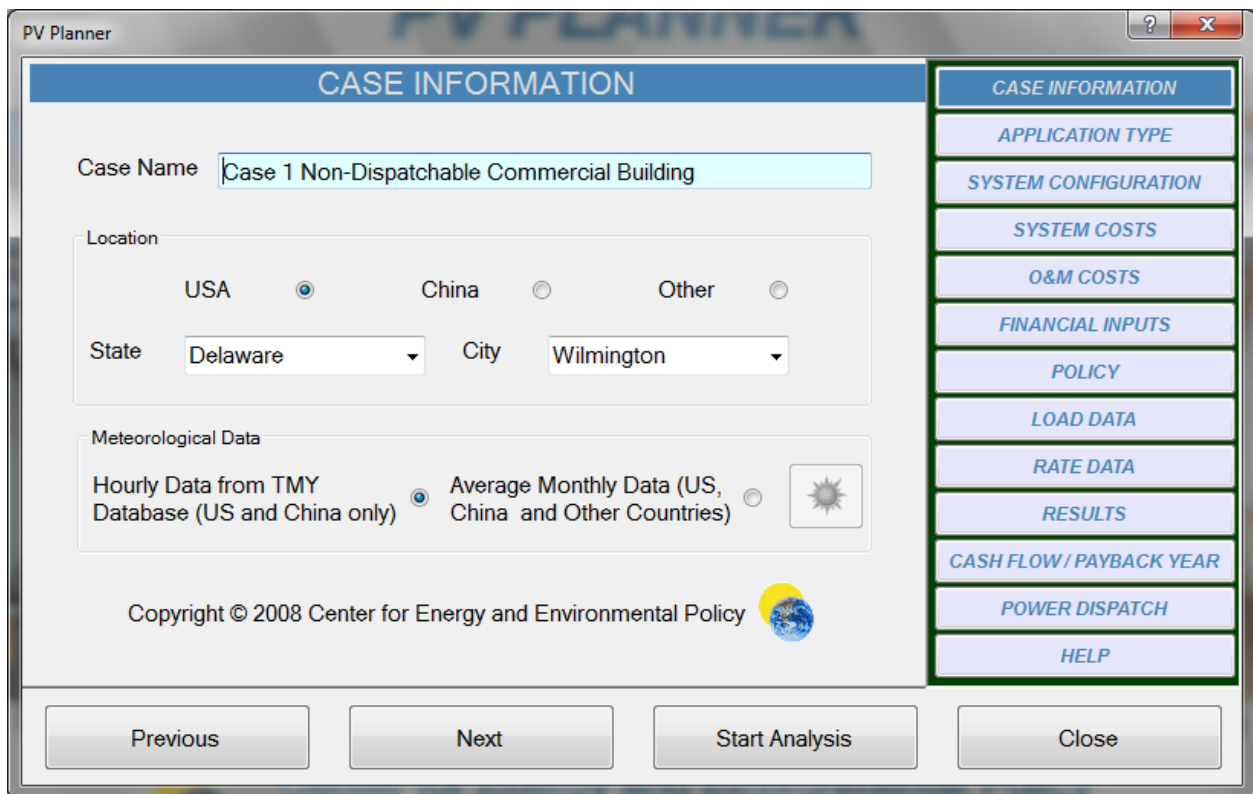 PV PLANNER
PV Planner
CASE INFORMATION
Case Name
Case 1 Non-Dispatchable Commercial Building
Location
USA
China
Other
State
Delaware
City
Wilmington
Meteorological Data
Hourly Data from TMY
Database (US and China only)
Average Monthly Data (US,
China and Other Countries)
Copyright © 2008 Center for Energy and Environmental Policy
CASE INFORMATION
APPLICATION TYPE
SYSTEM CONFIGURATION
SYSTEM COSTS
O&M COSTS
FINANCIAL INPUTS
POLICY
LOAD DATA
RATE DATA
RESULTS
CASH FLOW / PAYBACK YEAR
POWER DISPATCH
HELP
Previous
Next
Start Analysis
Close